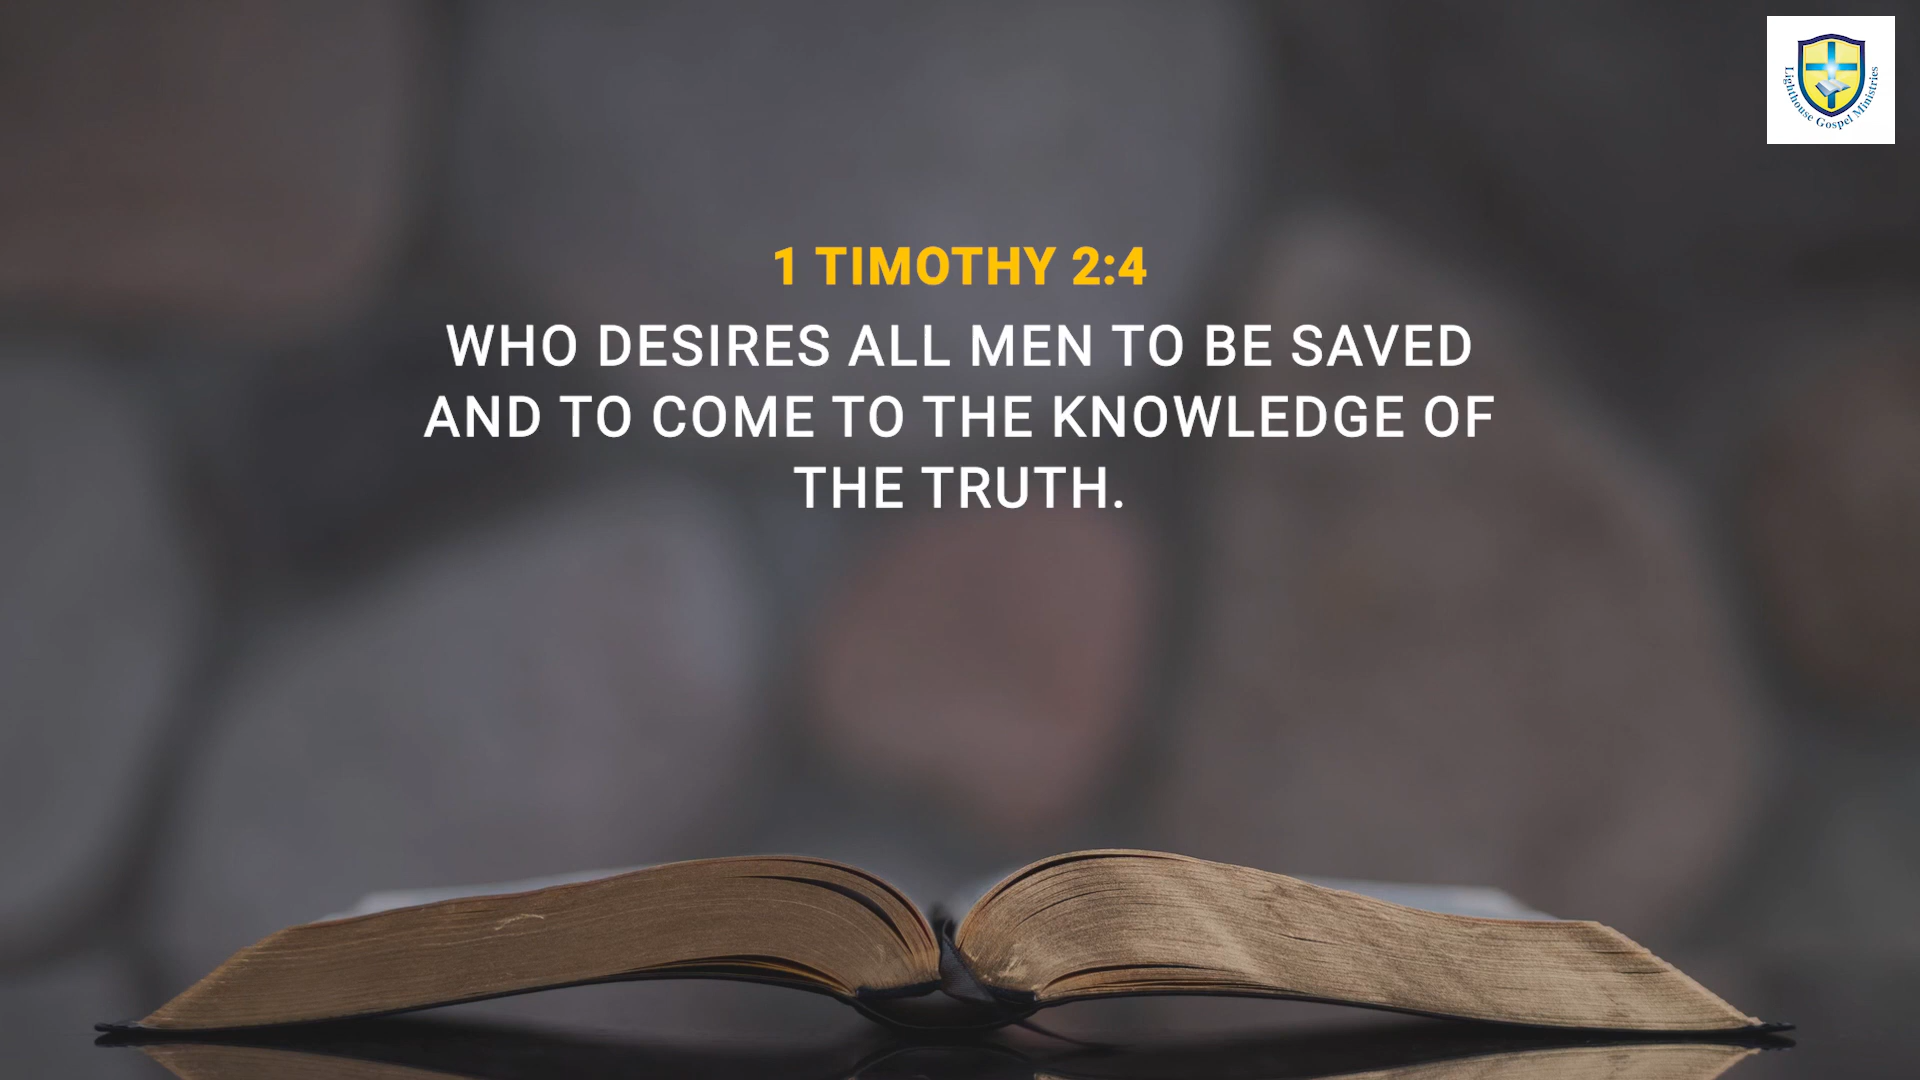 Lighthouse Gospel Ministries
1 TIMOTHY 2:4
WHO DESIRES ALL MEN TO BE SAVED
AND TO COME TO THE KNOWLEDGE OF
THE TRUTH.